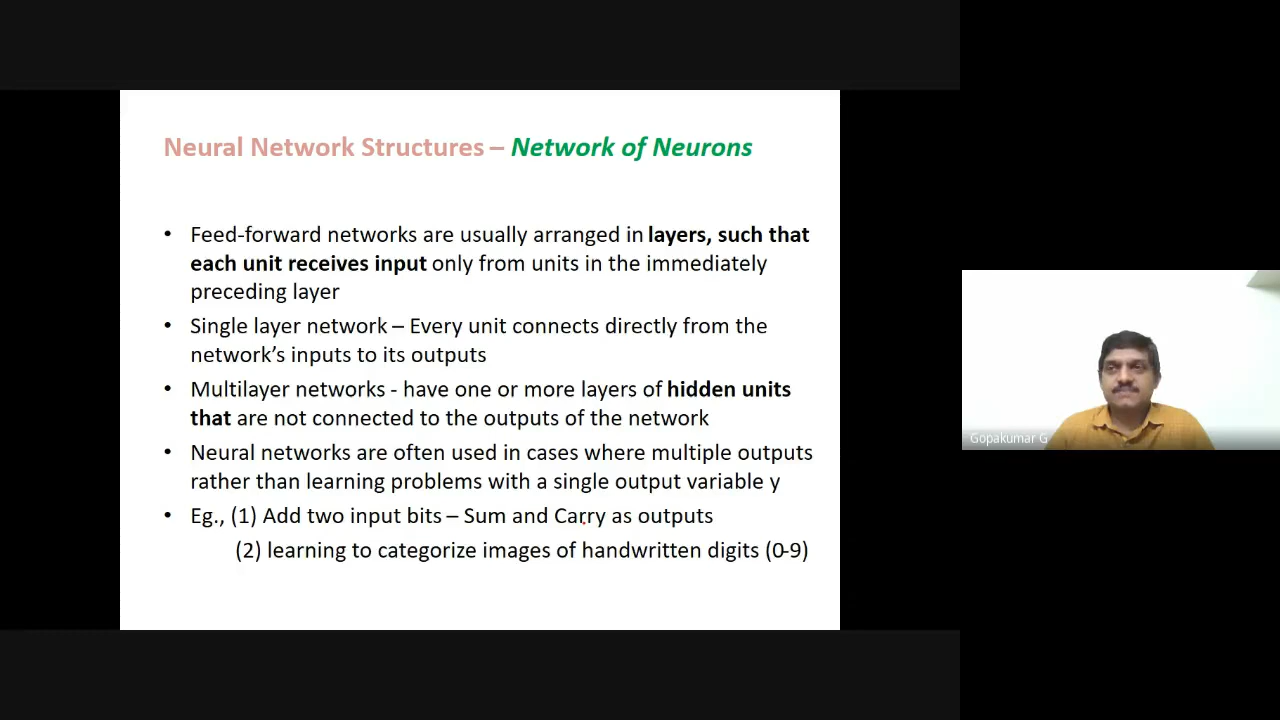 Neural Network Structures – Network of Neurons
• Feed-forward networks are usually arranged in layers, such that
each unit receives input only from units in the immediately
preceding layer
• Single layer network – Every unit connects directly from the
network's inputs to its outputs
• Multilayer networks - have one or more layers of hidden units
that are not connected to the outputs of the network
• Neural networks are often used in cases where multiple outputs
rather than learning problems with a single output variable y
• Eg., (1) Add two input bits – Sum and Carry as outputs
(2) learning to categorize images of handwritten digits (0-9)
Gopakumar G